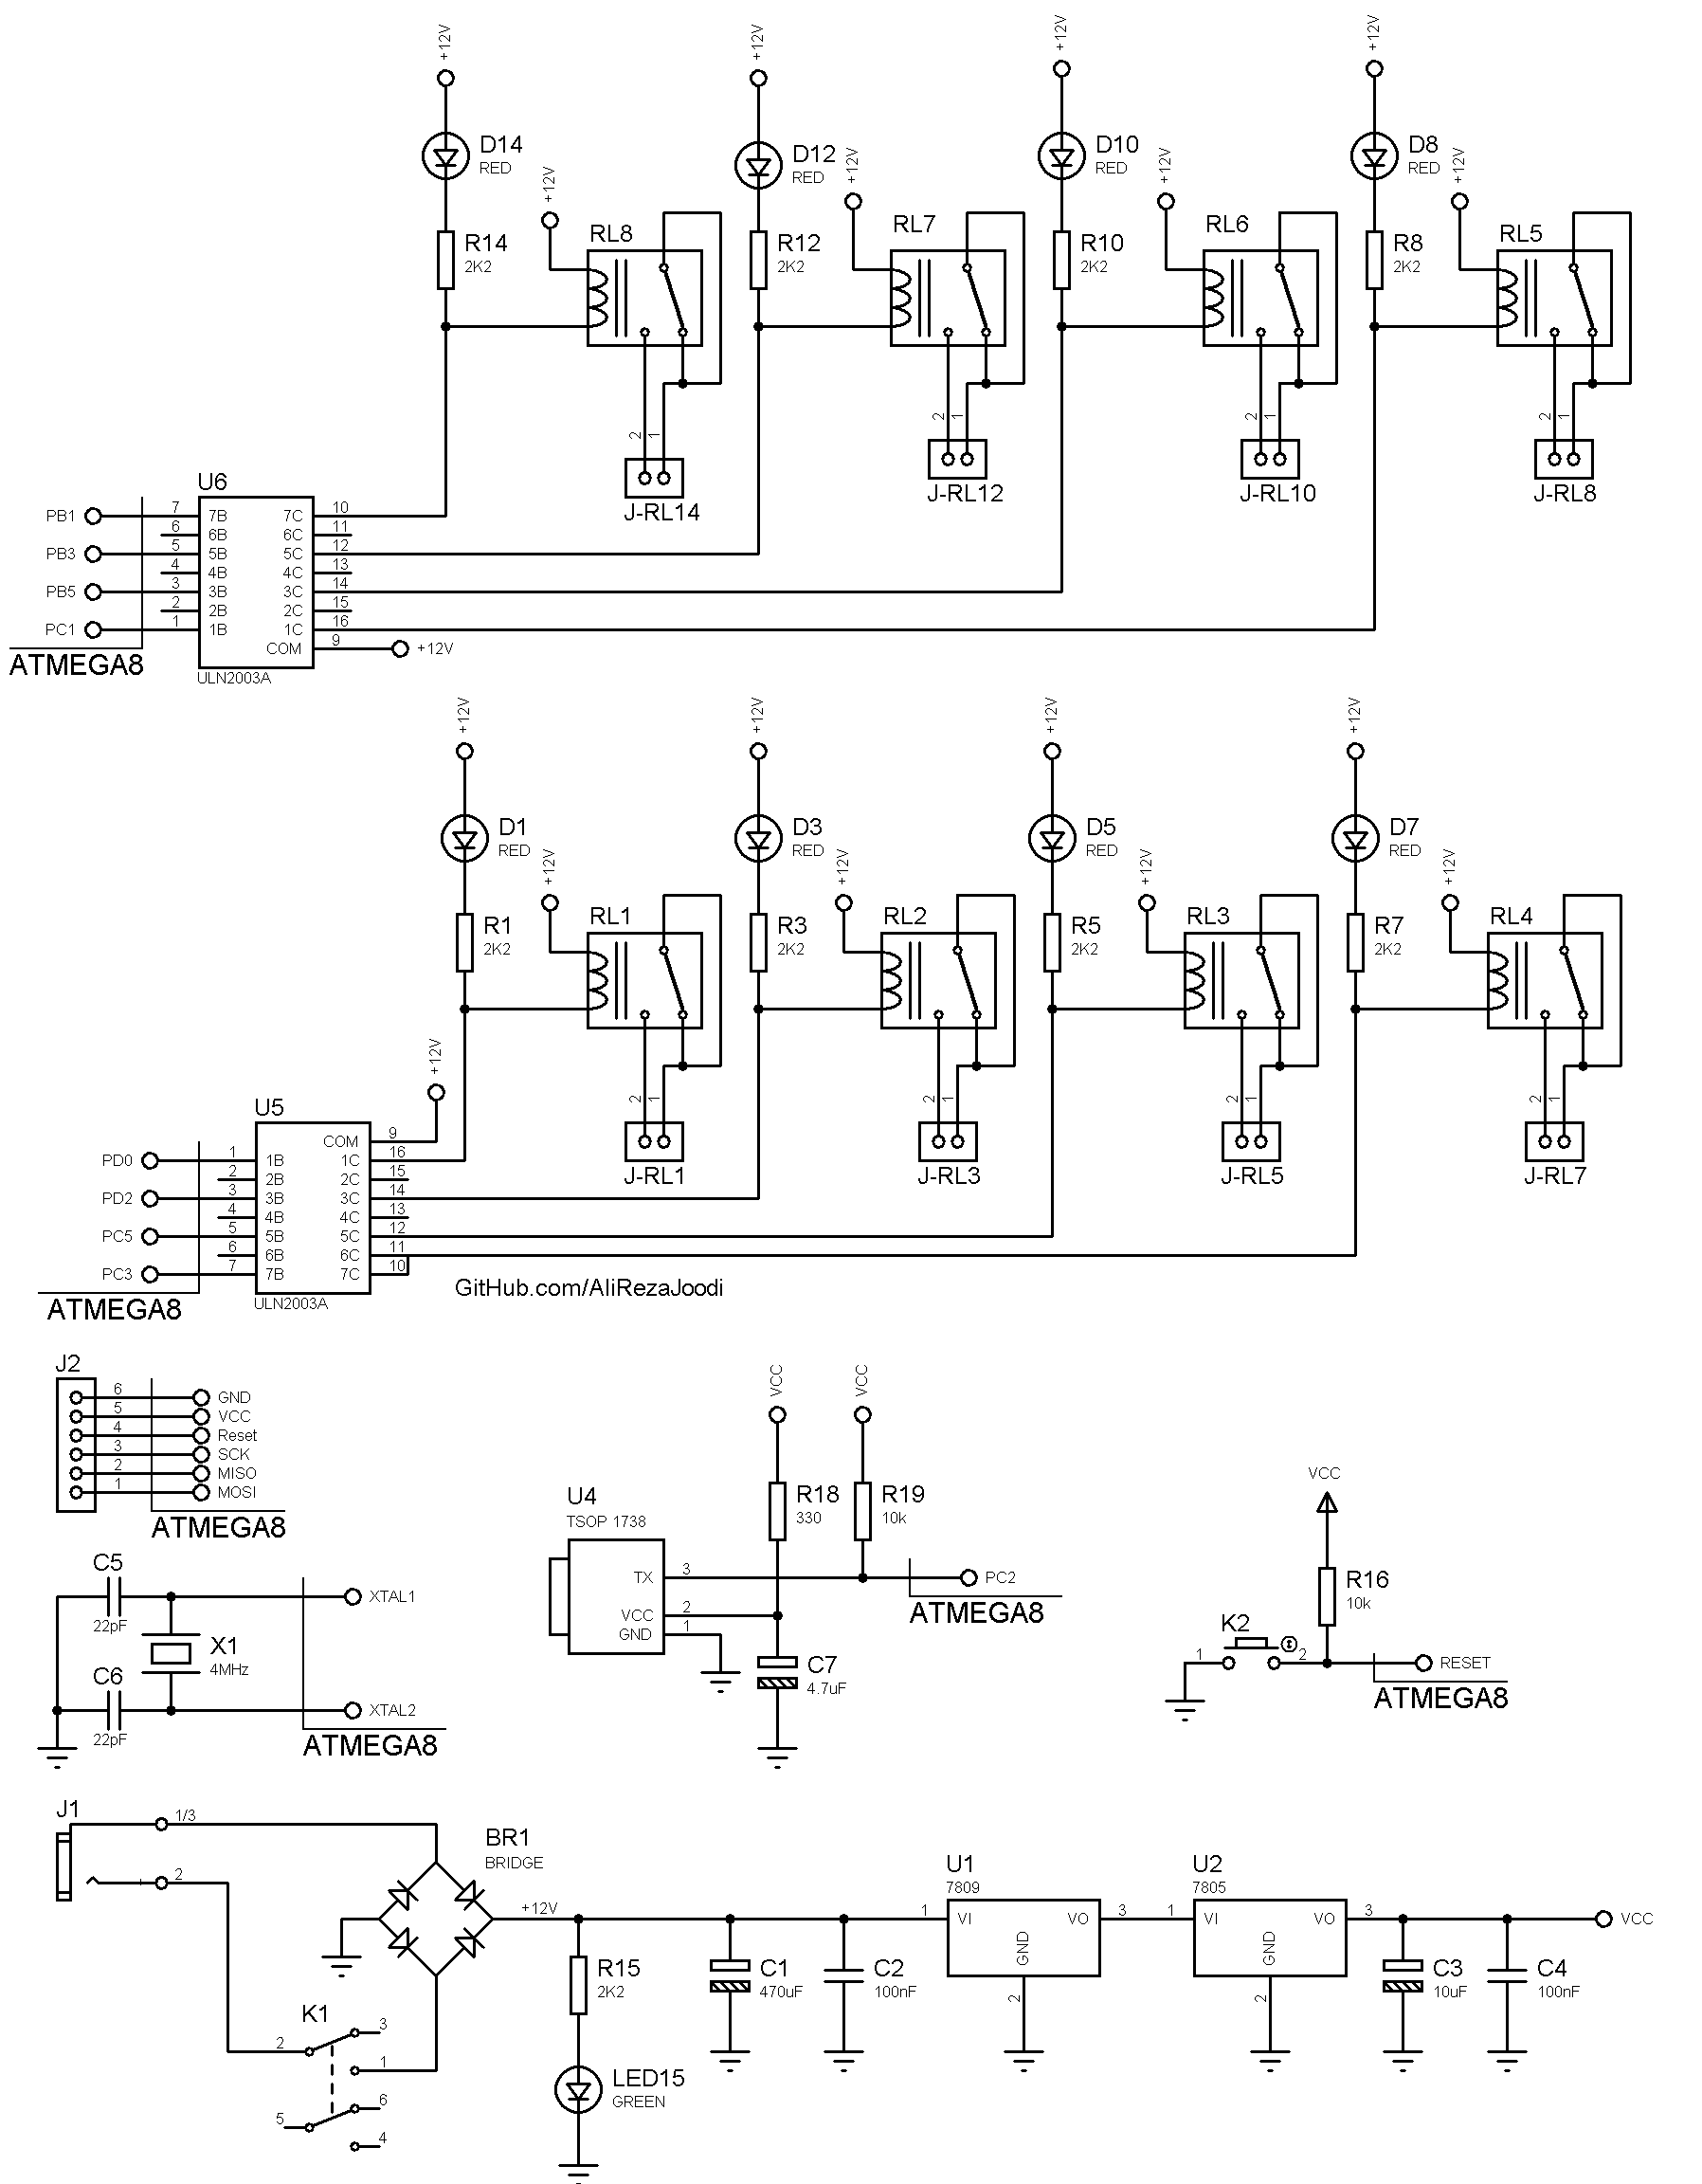 +12V +12V +12V +12V
D14 RED +12V D12 RED +12V D10 RED +12V D8 RED +12V
R14 2K2 RL8 R12 2K2 RL7 R10 2K2 RL6 R8 2K2 RL5
2 1 2 1 2 1 2 1
J-RL14 J-RL12 J-RL10 J-RL8
U6
PB1 7 7B 7C 10
6 6B 6C 11
PB3 5 5B 5C 12
4 4B 4C 13
PB5 3 3B 3C 14
2 2B 2C 15
PC1 1 1B 1C 16
COM 9 +12V
ATMEGA8
ULN2003A
+12V +12V +12V +12V
D1 RED +12V D3 RED +12V D5 RED +12V D7 RED +12V
R1 2K2 RL1 R3 2K2 RL2 R5 2K2 RL3 R7 2K2 RL4
+12V
2 1 2 1 2 1 2 1
J-RL1 J-RL3 J-RL5 J-RL7
U5
COM 9
PD0 1 1B 1C 16
2 2B 2C 15
PD2 3 3B 3C 14
4 4B 4C 13
PC5 5 5B 5C 12
6 6B 6C 11
PC3 7 7B 7C 10
ATMEGA8
ULN2003A
GitHub.com/AliRezaJoodi
J2
6 GND
5 VCC
4 Reset
3 SCK
2 MISO
1 MOSI
ATMEGA8
VCC VCC
R18 330
R19 10k
U4
TSOP 1738
TX 3
VCC 2
GND 1
PC2
ATMEGA8
C7
4.7uF
VCC
R16
10k
K2
1 2 RESET
ATMEGA8
C5
22pF
XTAL1
X1
4MHz
C6
22pF
XTAL2
ATMEGA8
J1
1/3
2
BR1
BRIDGE
+12V
K1
2 3
1
6
5
4
R15
2K2
LED15
GREEN
C1
470uF
C2
100nF
U1
7809
1 VI VO 3
GND
2
U2
7805
1 VI VO 3
GND
2
C3
10uF
C4
100nF
VCC